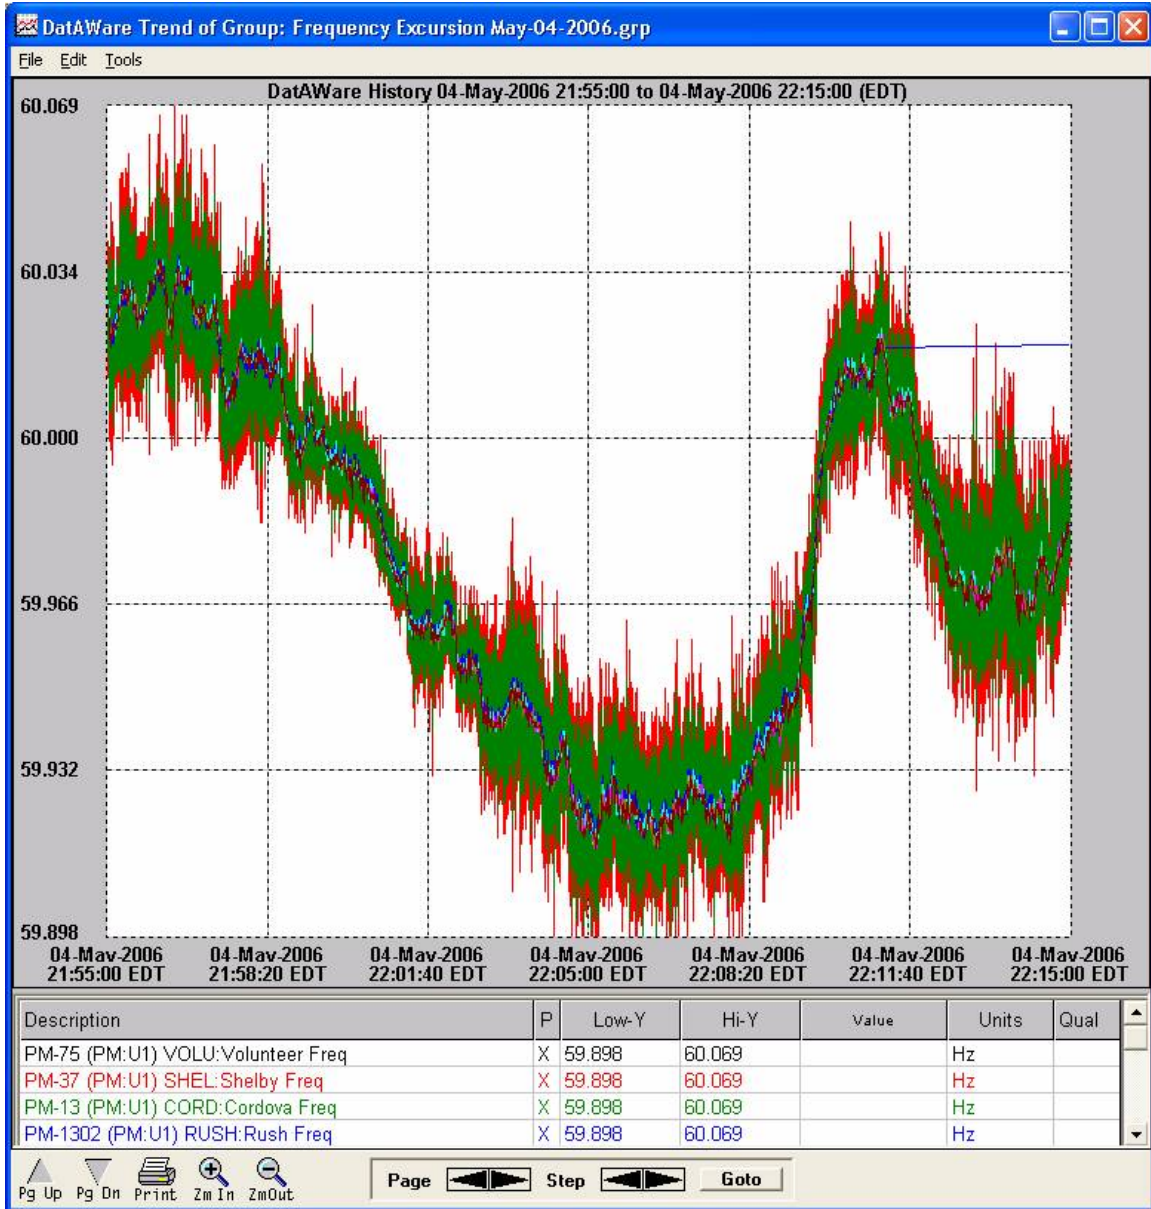 DatAWare Trend of Group: Frequency Excursion May-04-2006.grp
File Edit Tools
DatAWare History 04-May-2006 21:55:00 to 04-May-2006 22:15:00 (EDT)
60.069
60.034
60.000
59.966
59.932
59.898
04-May-2006 04-May-2006 04-May-2006 04-May-2006 04-May-2006 04-May-2006 04-May-2006
21:55:00 EDT 21:58:20 EDT 22:01:40 EDT 22:05:00 EDT 22:08:20 EDT 22:11:40 EDT 22:15:00 EDT
Description P Low-Y Hi-Y Value Units Qual
PM-75 (PM:U1) VOLU:Volunteer Freq X 59.898 60.069 Hz
PM-37 (PM:U1) SHEL:Shelby Freq X 59.898 60.069 Hz
PM-13 (PM:U1) CORD:Cordova Freq X 59.898 60.069 Hz
PM-1302 (PM:U1) RUSH:Rush Freq X 59.898 60.069 Hz
Pg Up Pg Dn Print Zm In ZmOut Page Step Goto